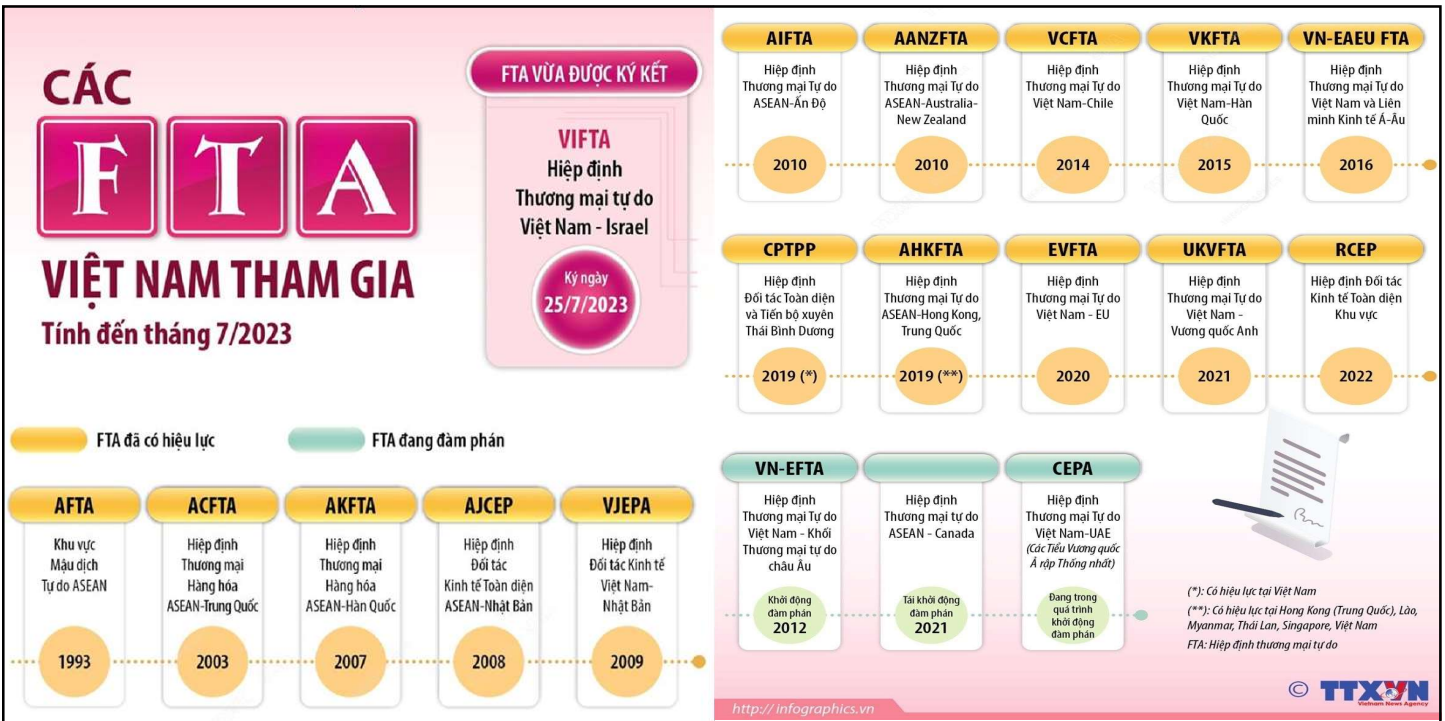 CÁC
FTA
VIỆT NAM THAM GIA
Tính đến tháng 7/2023
FTA VỪA ĐƯỢC KÝ KẾT
VIFTA
Hiệp định
Thương mại tự do
Việt Nam - Israel
Ký ngày
25/7/2023
FTA đã có hiệu lực
FTA đang đàm phán
AFTA
Khu vực
Mậu dịch
Tự do ASEAN
1993
ACFTA
Hiệp định
Thương mại
Hàng hóa
ASEAN-Trung Quốc
2003
AKFTA
Hiệp định
Thương mại
Hàng hóa
ASEAN-Hàn Quốc
2007
AJCEP
Hiệp định
Đối tác
Kinh tế Toàn diện
ASEAN-Nhật Bản
2008
VJEPA
Hiệp định
Đối tác Kinh tế
Việt Nam-
Nhật Bản
2009
AIFTA
Hiệp định
Thương mại Tự do
ASEAN-Ấn Độ
2010
AANZFTA
Hiệp định
Thương mại Tự do
ASEAN-Australia-
New Zealand
2010
VCFTA
Hiệp định
Thương mại Tự do
Việt Nam-Chile
2014
VKFTA
Hiệp định
Thương mại Tự do
Việt Nam-Hàn
Quốc
2015
VN-EAEU FTA
Hiệp định
Thương mại Tự do
Việt Nam và Liên
minh Kinh tế Á-Âu
2016
CPTPP
Hiệp định
Đối tác Toàn diện
và Tiến bộ xuyên
Thái Bình Dương
2019 (*)
AHKFTA
Hiệp định
Thương mại Tự do
ASEAN-Hong Kong,
Trung Quốc
2019 (**)
EVFTA
Hiệp định
Thương mại Tự do
Việt Nam - EU
2020
UKVFTA
Hiệp định
Thương mại Tự do
Việt Nam -
Vương quốc Anh
2021
RCEP
Hiệp định Đối tác
Kinh tế Toàn diện
Khu vực
2022
VN-EFTA
Hiệp định
Thương mại Tự do
Việt Nam - Khối
Thương mại tự do
châu Âu
Khởi động
đàm phán
2012
Hiệp định
Thương mại tự do
ASEAN - Canada
Tái khởi động
đàm phán
2021
CEPA
Hiệp định
Thương mại Tự do
Việt Nam-UAE
(Các Tiểu Vương quốc
Ả rập Thống nhất)
Đang trong
quá trình
khởi động
đàm phán
(*): Có hiệu lực tại Việt Nam
(**): Có hiệu lực tại Hong Kong (Trung Quốc), Lào,
Myanmar, Thái Lan, Singapore, Việt Nam
FTA: Hiệp định thương mại tự do
http://infographics.vn
© TTXVN
Vietnam News Agency